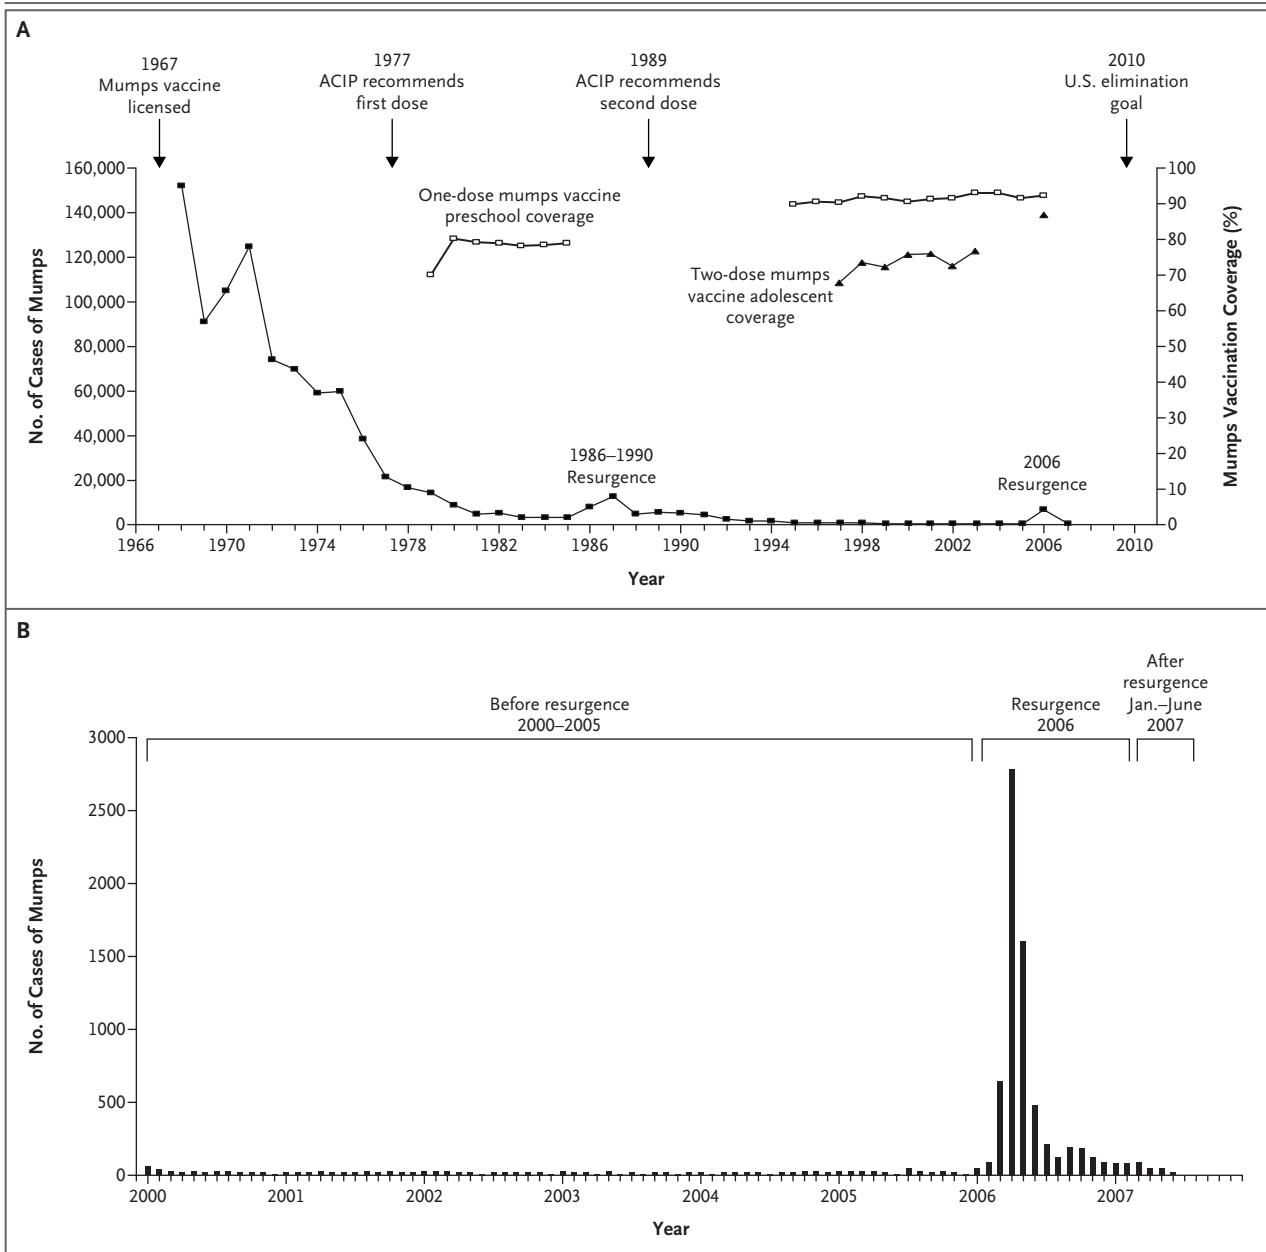 A
1967
Mumps vaccine
licensed
1977
ACIP recommends
first dose
1989
ACIP recommends
second dose
2010
U.S. elimination
goal
160,000
140,000
120,000
100,000
80,000
60,000
40,000
20,000
0
No. of Cases of Mumps
100
90
80
70
60
50
40
30
20
10
0
Mumps Vaccination Coverage (%)
One-dose mumps vaccine
preschool coverage
Two-dose mumps
vaccine adolescent
coverage
1986–1990
Resurgence
2006
Resurgence
1966 1970 1974 1978 1982 1986 1990 1994 1998 2002 2006 2010
Year
B
Before resurgence
2000–2005
Resurgence
2006
After
resurgence
Jan.–June
2007
3000
2500
2000
1500
1000
500
0
No. of Cases of Mumps
2000 2001 2002 2003 2004 2005 2006 2007
Year